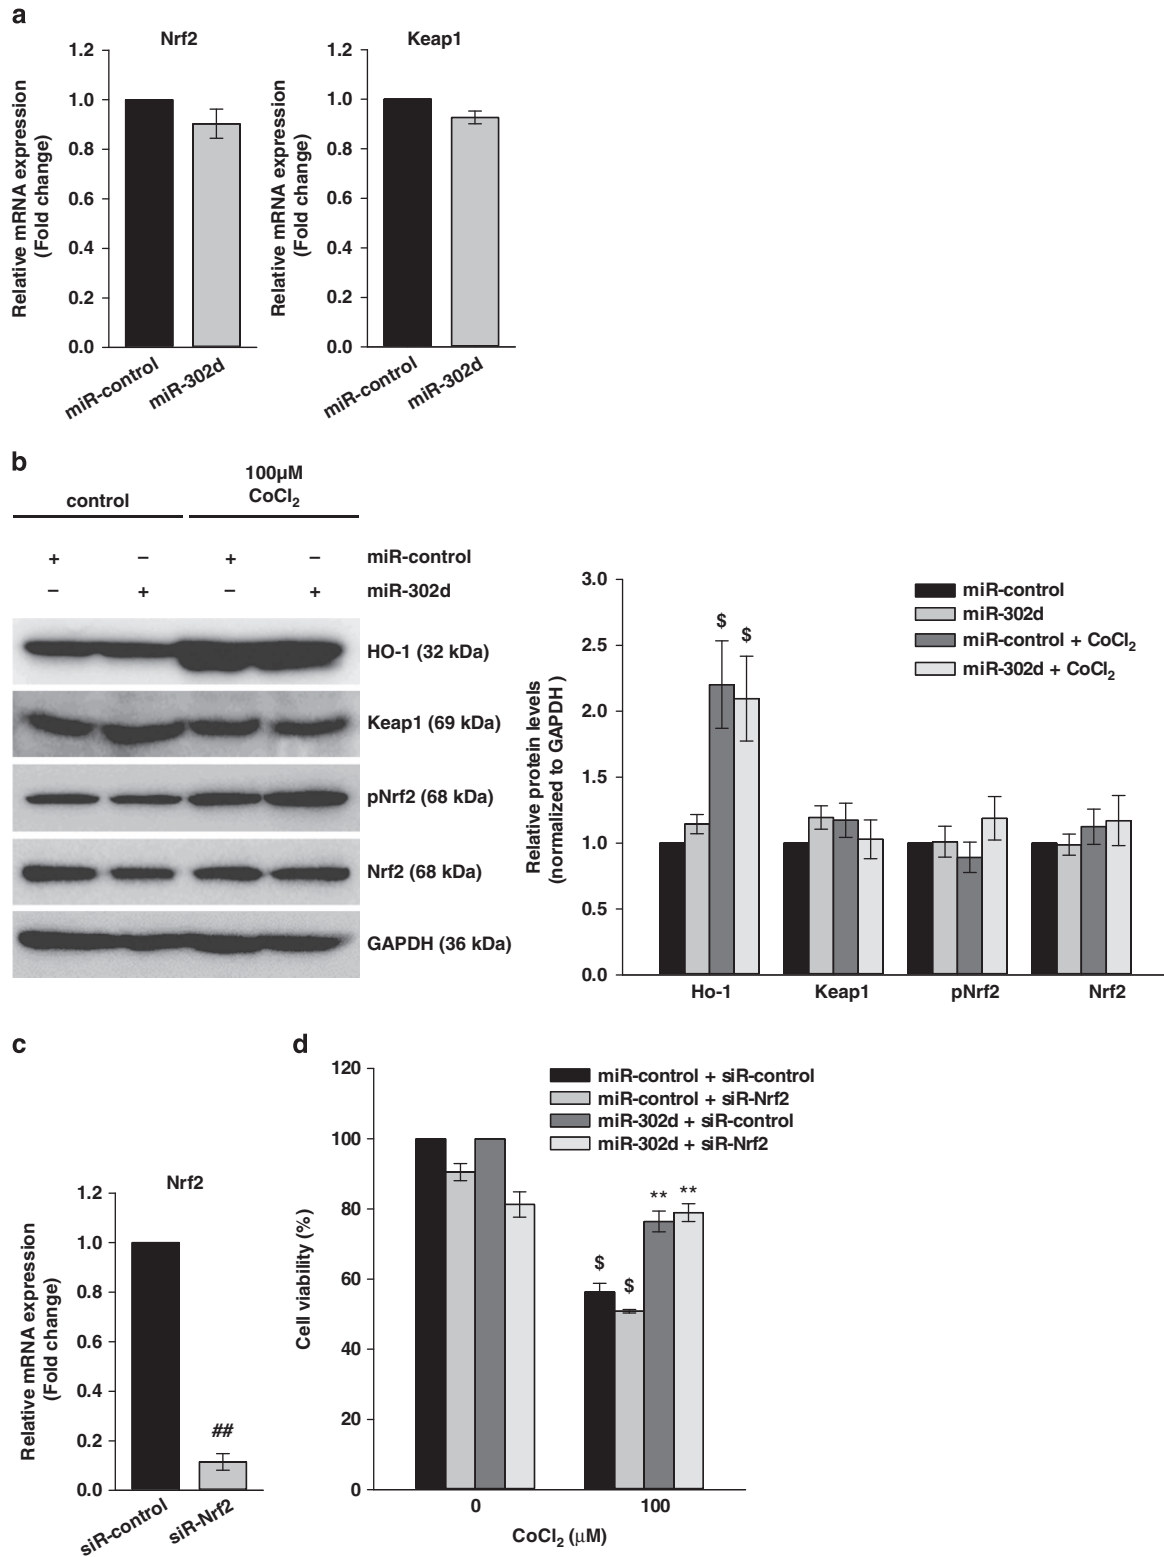 a
Nrf2
Relative mRNA expression
(Fold change)
1.2
1.0
0.8
0.6
0.4
0.2
0.0
miR-control
miR-302d
Keap1
Relative mRNA expression
(Fold change)
1.2
1.0
0.8
0.6
0.4
0.2
0.0
miR-control
miR-302d
b
control
100µM
CoCl₂
+ – + – miR-control
– + – + miR-302d
HO-1 (32 kDa)
Keap1 (69 kDa)
pNrf2 (68 kDa)
Nrf2 (68 kDa)
GAPDH (36 kDa)
Relative protein levels
(normalized to GAPDH )
3.0
2.5
2.0
1.5
1.0
0.5
0.0
$ $
miR-control
miR-302d
miR-control + CoCl₂
miR-302d + CoCl₂
Ho-1 Keap1 pNrf2 Nrf2
c
Nrf2
Relative mRNA expression
(Fold change)
1.2
1.0
0.8
0.6
0.4
0.2
0.0
##
siR-control
siR-Nrf2
d
Cell viability (%)
120
100
80
60
40
20
0
miR-control + siR-control
miR-control + siR-Nrf2
miR-302d + siR-control
miR-302d + siR-Nrf2
$ $ ** **
0 100
CoCl₂ (µM)